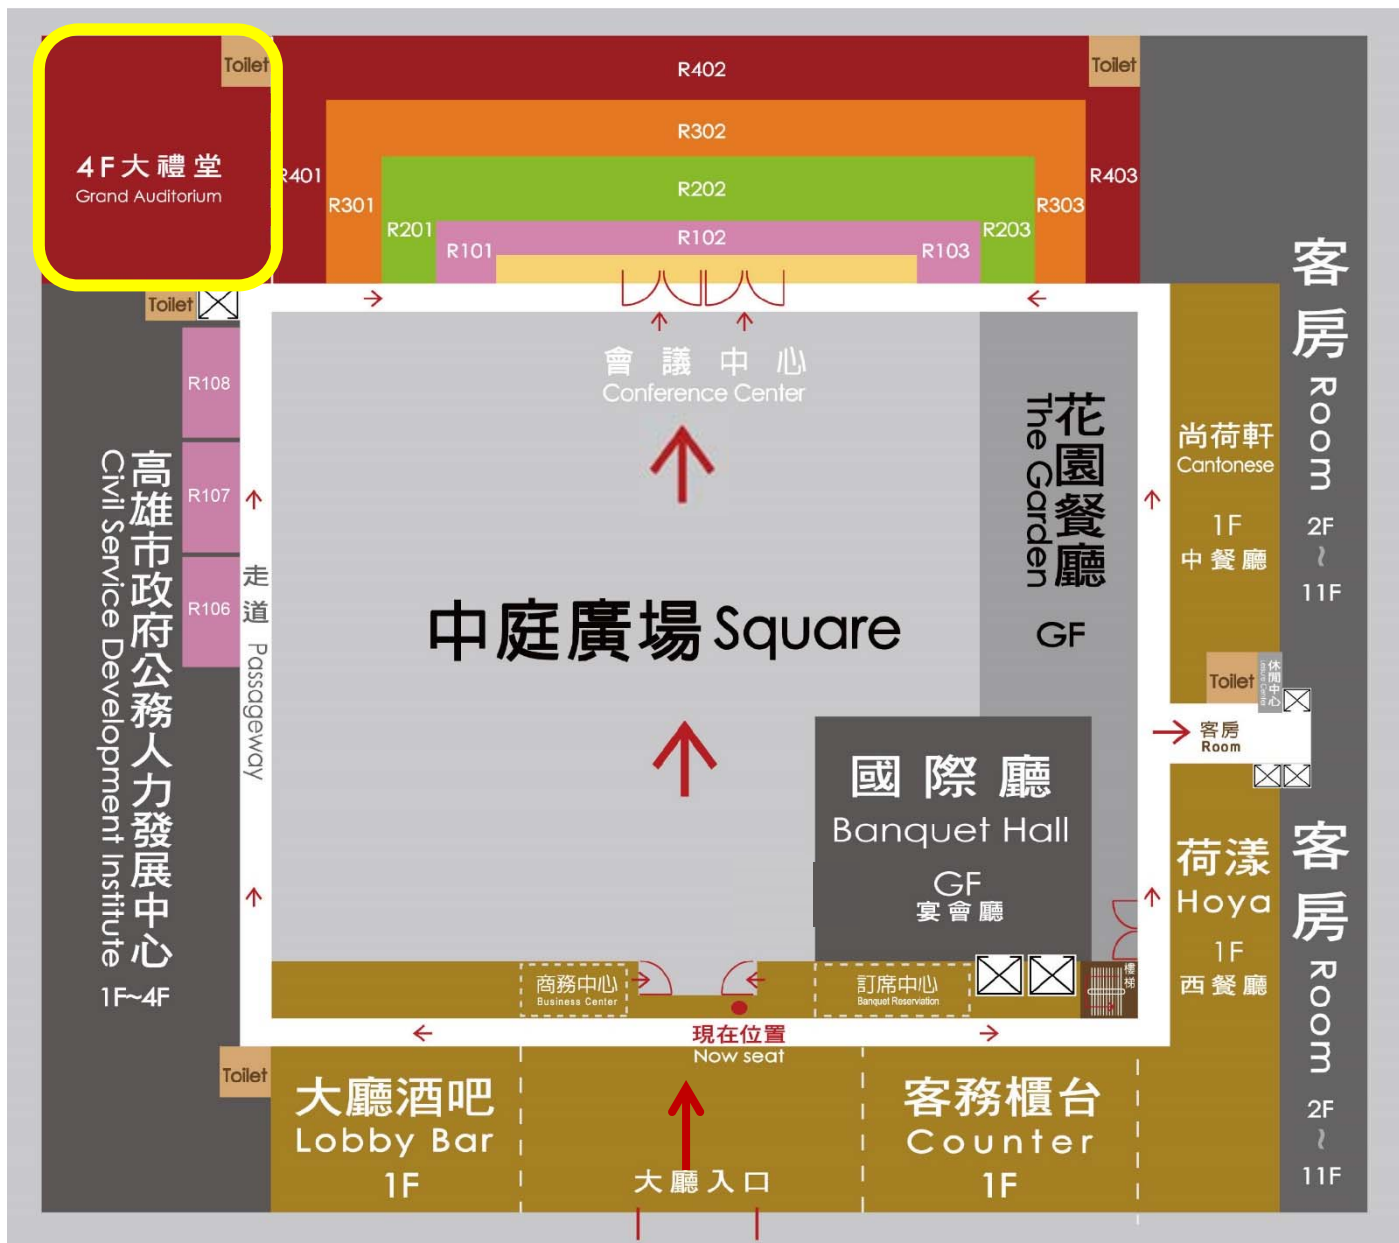 Toilet
R402
Toilet
R302
4F大禮堂
Grand Auditorium
R401
R202
R403
R301
R303
R201
R102
R203
R101
R103
客房 Room
2F
~
11F
Toilet
會議中心
Conference Center
R108
R107
R106
花園餐廳
The Garden
GF
尚荷軒
Cantonese
1F
中餐廳
高雄市政府公務人力發展中心
Civil Service Development Institute
1F~4F
走道 Passageway
中庭廣場 Square
Toilet
休閒中心
客房
Room
國際廳
Banquet Hall
GF
宴會廳
荷漾
Hoya
1F
西餐廳
客房 Room
2F
~
11F
商務中心
Business Center
訂席中心
Banquet Reservation
樓梯
現在位置
Now seat
Toilet
大廳酒吧
Lobby Bar
1F
大廳入口
客務櫃台
Counter
1F